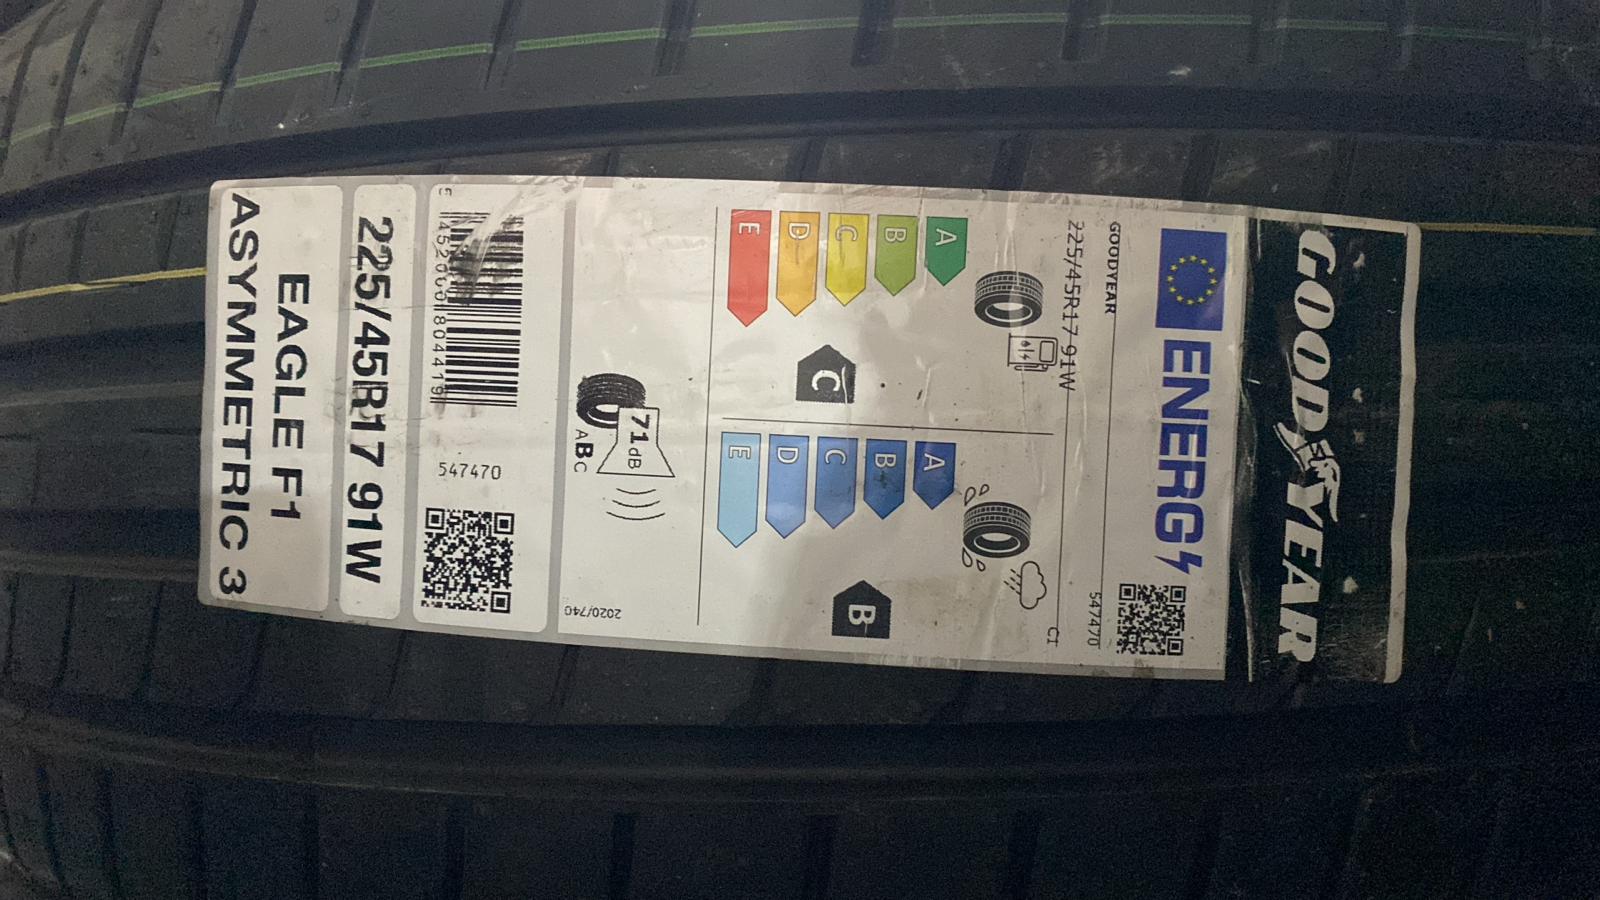 GOODYEAR
ENERG
GOODYEAR
547470
225/45R17 91W
C1
A
B
C
D
E
C
A
B
C
D
E
B
71dB
ABC
2020/740
547470
225/45R17 91W
EAGLE F1
ASYMMETRIC 3